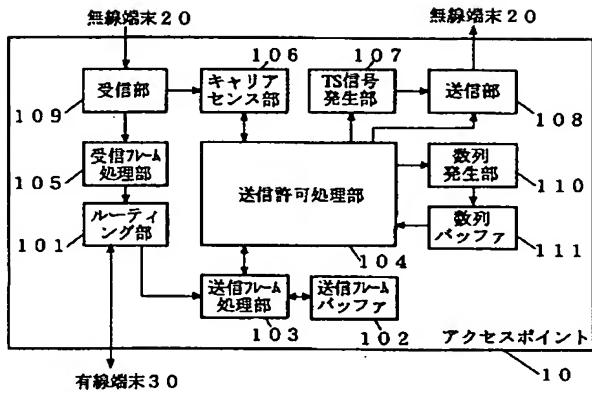 無線端末20
無線端末20
106
107
受信部
キャリア
センス部
TS信号
発生部
送信部
109
108
受信フレーム
処理部
105
送信許可処理部
数列
発生部
110
ルーティ
ング部
101
数列
バッファ
111
104
送信フレーム
処理部
103
送信フレーム
バッファ
102
アクセスポイント
有線端末30
10